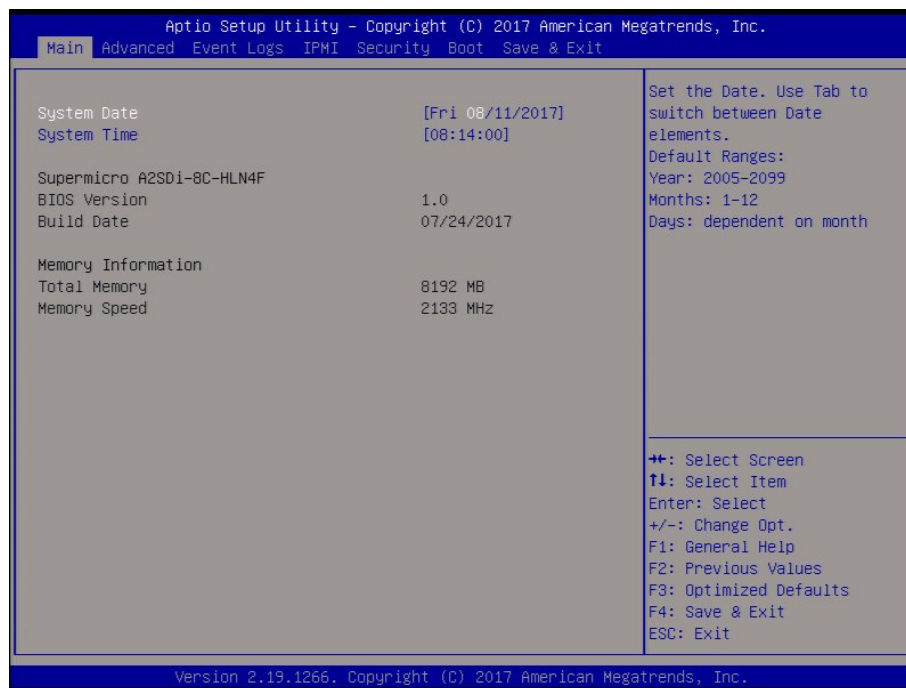 Aptio Setup Utility – Copyright (C) 2017 American Megatrends, Inc.
Main Advanced Event Logs IPMI Security Boot Save & Exit
System Date [Fri 08/11/2017]
System Time [08:14:00]
Supermicro A2SDi-8C-HLN4F
BIOS Version 1.0
Build Date 07/24/2017
Memory Information
Total Memory 8192 MB
Memory Speed 2133 MHz
Set the Date. Use Tab to
switch between Date
elements.
Default Ranges:
Year: 2005-2099
Months: 1-12
Days: dependent on month
→←: Select Screen
↑↓: Select Item
Enter: Select
+/-: Change Opt.
F1: General Help
F2: Previous Values
F3: Optimized Defaults
F4: Save & Exit
ESC: Exit
Version 2.19.1266. Copyright (C) 2017 American Megatrends, Inc.